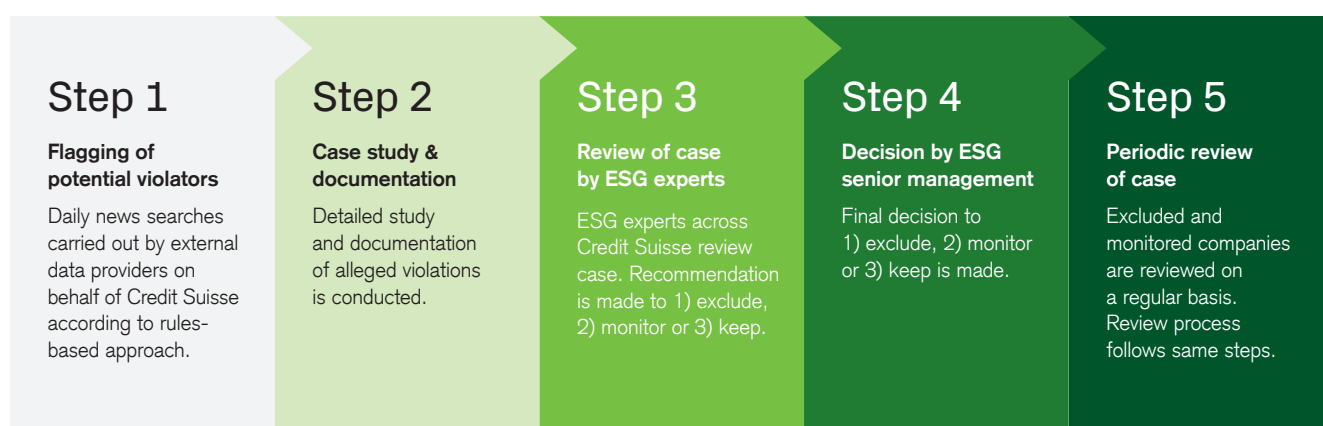 Step 1
Flagging of
potential violators
Daily news searches
carried out by external
data providers on
behalf of Credit Suisse
according to rules-
based approach.
Step 2
Case study &
documentation
Detailed study
and documentation
of alleged violations
is conducted.
Step 3
Review of case
by ESG experts
ESG experts across
Credit Suisse review
case. Recommendation
is made to 1) exclude,
2) monitor or 3) keep.
Step 4
Decision by ESG
senior management
Final decision to
1) exclude, 2) monitor
or 3) keep is made.
Step 5
Periodic review
of case
Excluded and
monitored companies
are reviewed on
a regular basis.
Review process
follows same steps.